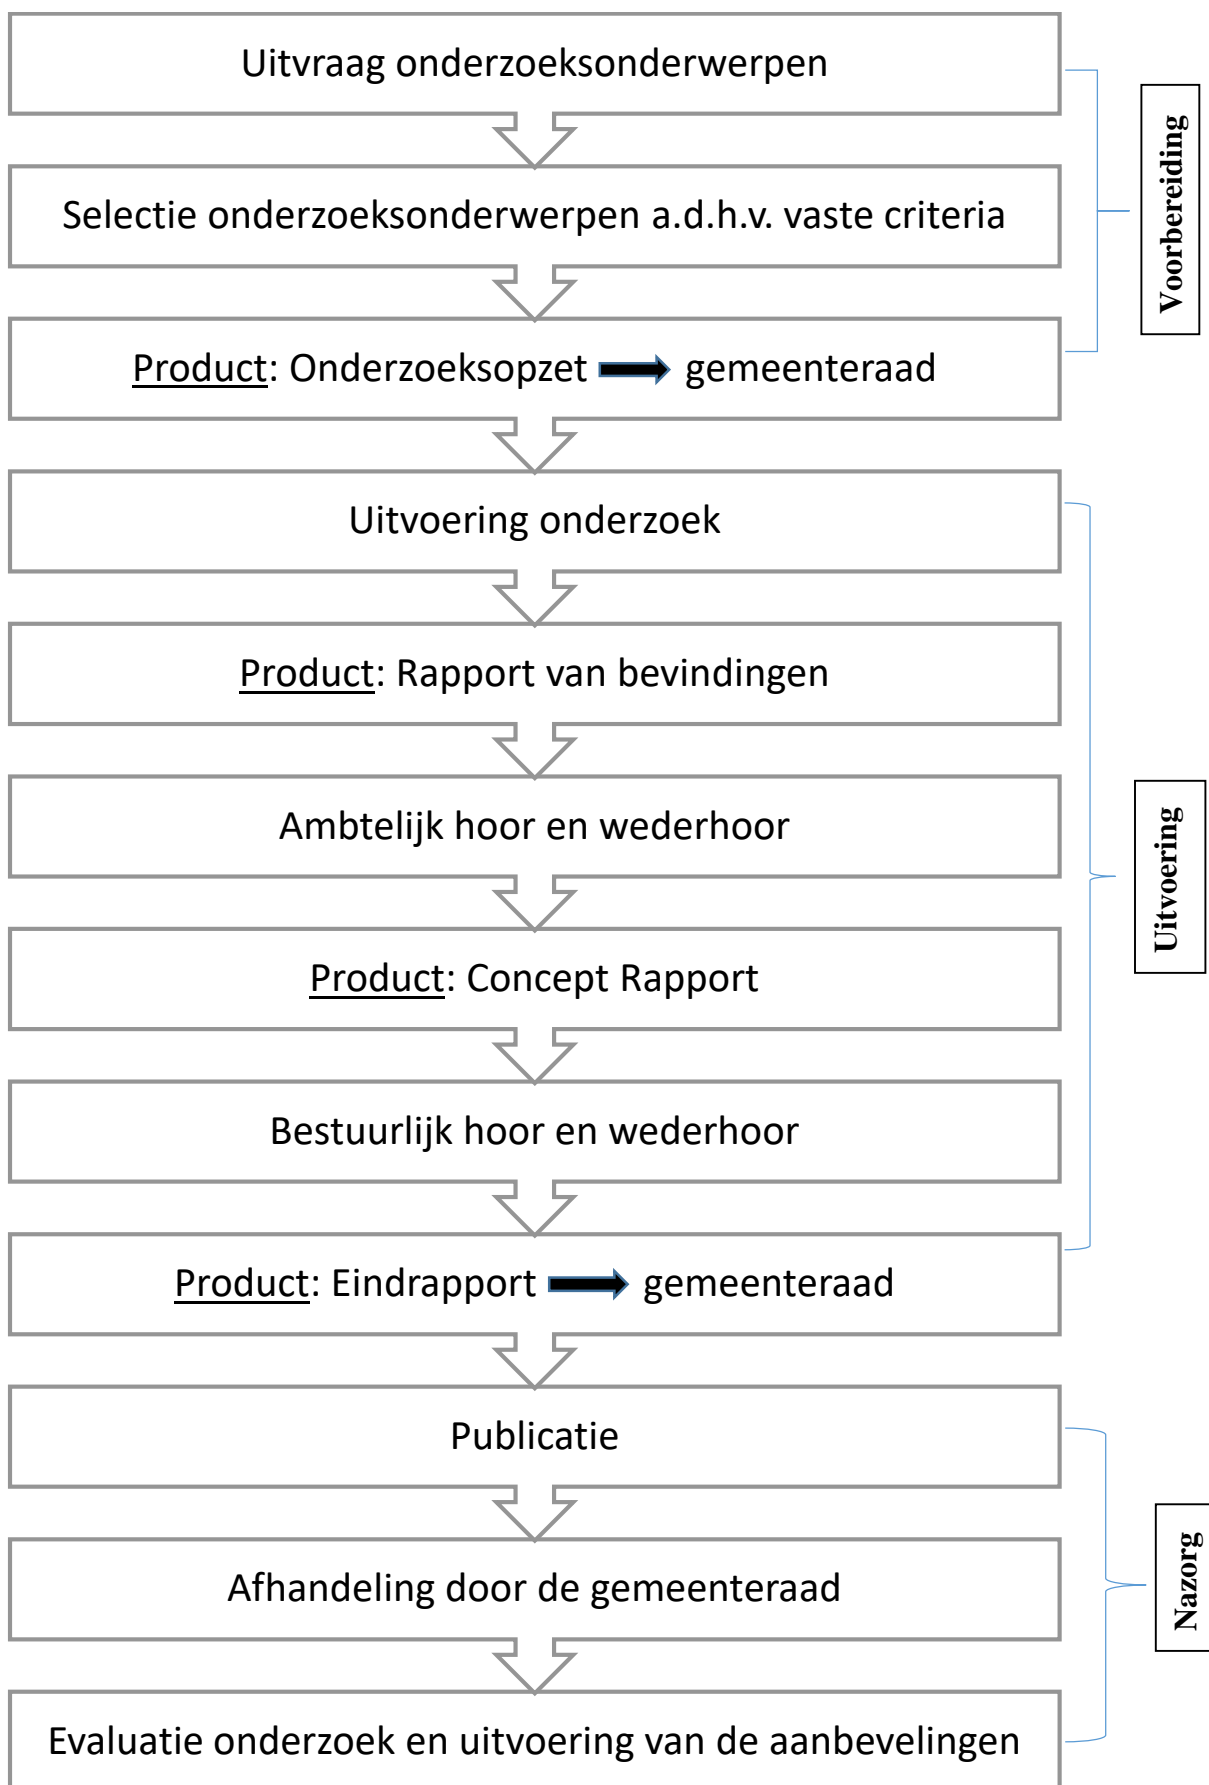 Uitvraag onderzoeksonderwerpen
Selectie onderzoeksonderwerpen a.d.h.v. vaste criteria
Product: Onderzoeksopzet gemeenteraad
Voorbereiding
Uitvoering onderzoek
Product: Rapport van bevindingen
Ambtelijk hoor en wederhoor
Product: Concept Rapport
Bestuurlijk hoor en wederhoor
Product: Eindrapport gemeenteraad
Uitvoering
Publicatie
Afhandeling door de gemeenteraad
Evaluatie onderzoek en uitvoering van de aanbevelingen
Nazorg